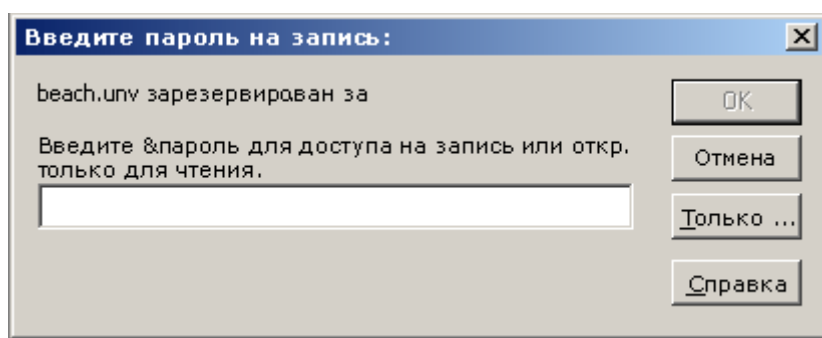 Введите пароль на запись:
beach.unv зарезервирован за
OK
Введите &пароль для доступа на запись или откр.
только для чтения.
Отмена
Только ...
Справка